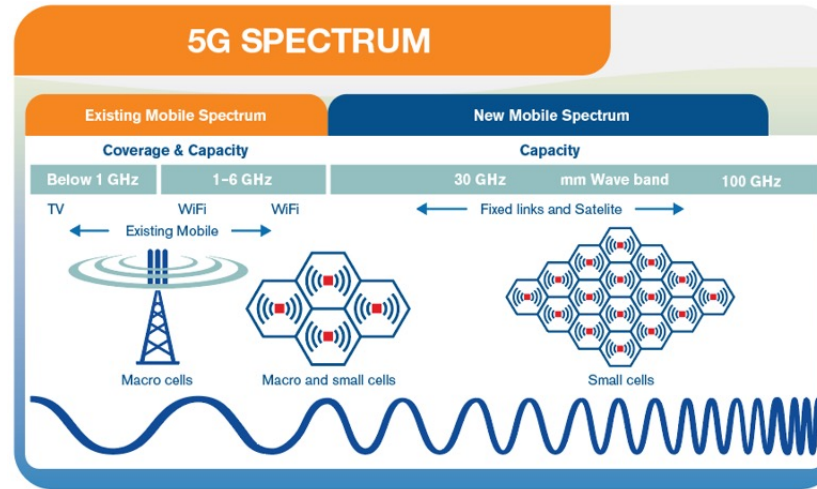 5G SPECTRUM
Existing Mobile Spectrum
New Mobile Spectrum
Coverage & Capacity
Capacity
Below 1 GHz
1–6 GHz
30 GHz
mm Wave band
100 GHz
TV
WiFi
WiFi
Fixed links and Satelite
Existing Mobile
Macro cells
Macro and small cells
Small cells